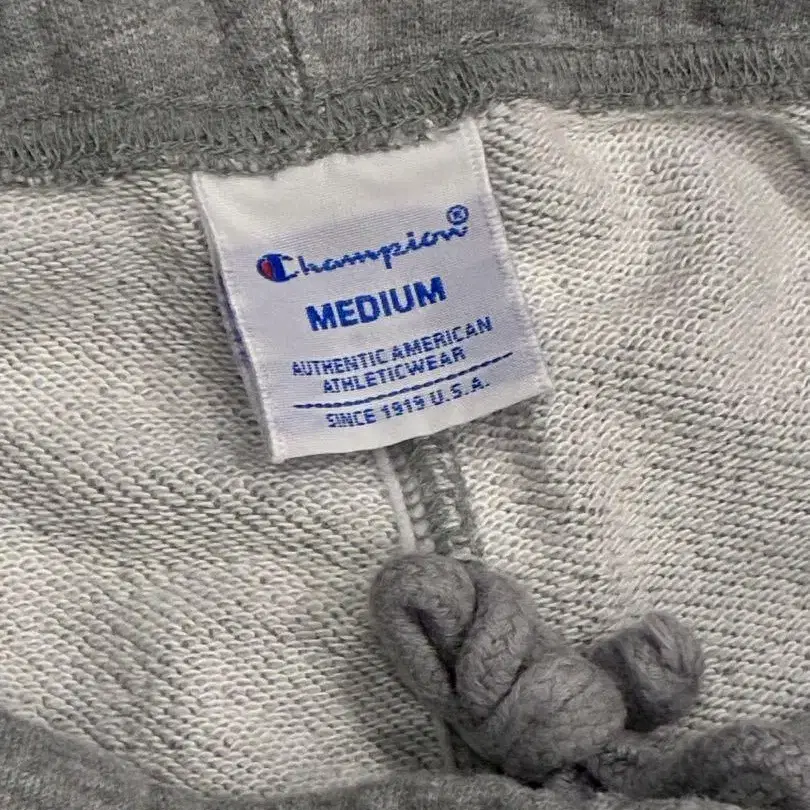 Champion®
MEDIUM
AUTHENTIC AMERICAN
ATHLETICWEAR
SINCE 1919 U.S.A.